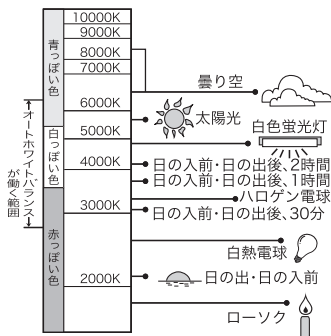 10000K
9000K
8000K
7000K
6000K
5000K
4000K
3000K
2000K
青っぽい色
白っぽい色
赤っぽい色
オートホワイトバランス
が働く範囲
曇り空
太陽光
白色蛍光灯
日の入前・日の出後、2時間
日の入前・日の出後、1時間
ハロゲン電球
日の入前・日の出後、30分
白熱電球
日の出・日の入前
ローソク